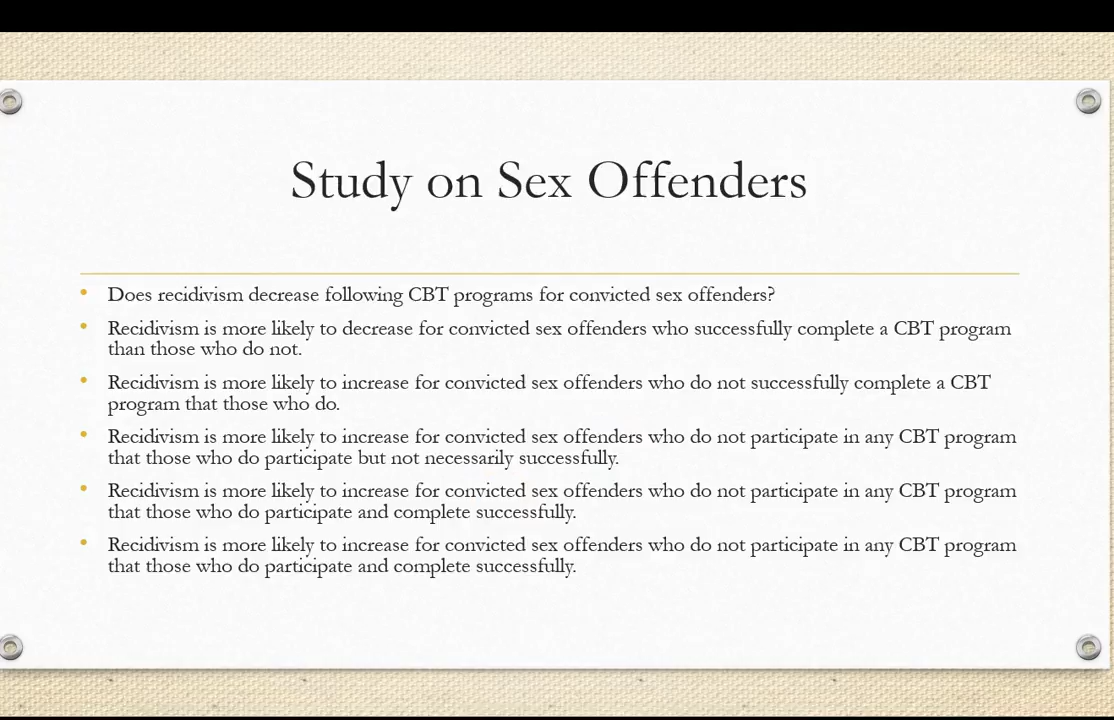 Study on Sex Offenders
• Does recidivism decrease following CBT programs for convicted sex offenders?
• Recidivism is more likely to decrease for convicted sex offenders who successfully complete a CBT program
than those who do not.
• Recidivism is more likely to increase for convicted sex offenders who do not successfully complete a CBT
program that those who do.
• Recidivism is more likely to increase for convicted sex offenders who do not participate in any CBT program
that those who do participate but not necessarily successfully.
• Recidivism is more likely to increase for convicted sex offenders who do not participate in any CBT program
that those who do participate and complete successfully.
• Recidivism is more likely to increase for convicted sex offenders who do not participate in any CBT program
that those who do participate and complete successfully.